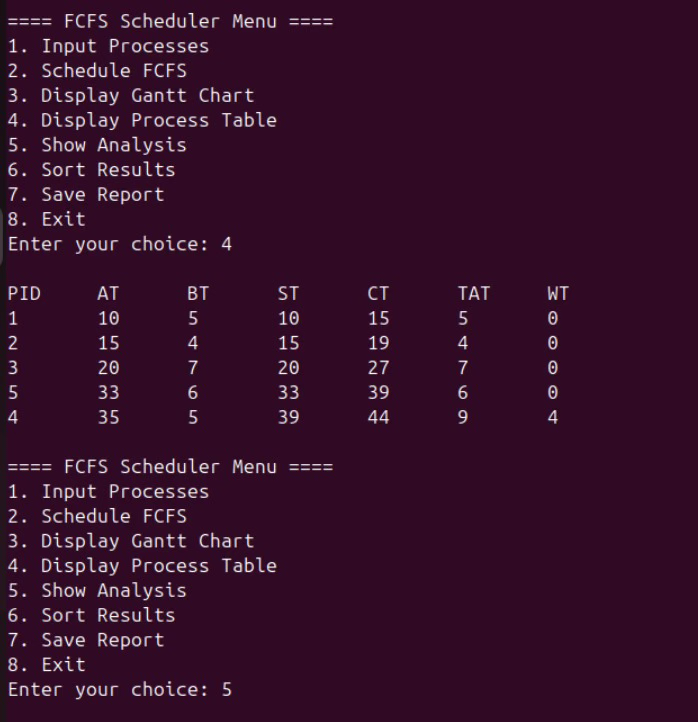 ==== FCFS Scheduler Menu ====
1. Input Processes
2. Schedule FCFS
3. Display Gantt Chart
4. Display Process Table
5. Show Analysis
6. Sort Results
7. Save Report
8. Exit
Enter your choice: 4
PID AT BT ST CT TAT WT
1 10 5 10 15 5 0
2 15 4 15 19 4 0
3 20 7 20 27 7 0
5 33 6 33 39 6 0
4 35 5 39 44 9 4
==== FCFS Scheduler Menu ====
1. Input Processes
2. Schedule FCFS
3. Display Gantt Chart
4. Display Process Table
5. Show Analysis
6. Sort Results
7. Save Report
8. Exit
Enter your choice: 5